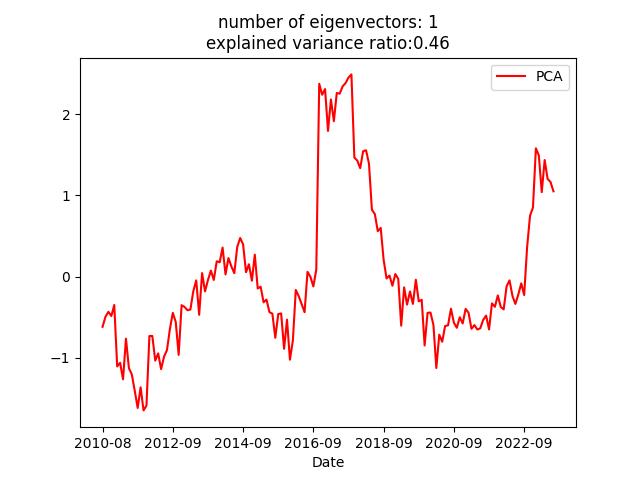 number of eigenvectors: 1
explained variance ratio:0.46
PCA
2
1
0
−1
2010-08 2012-09 2014-09 2016-09 2018-09 2020-09 2022-09
Date